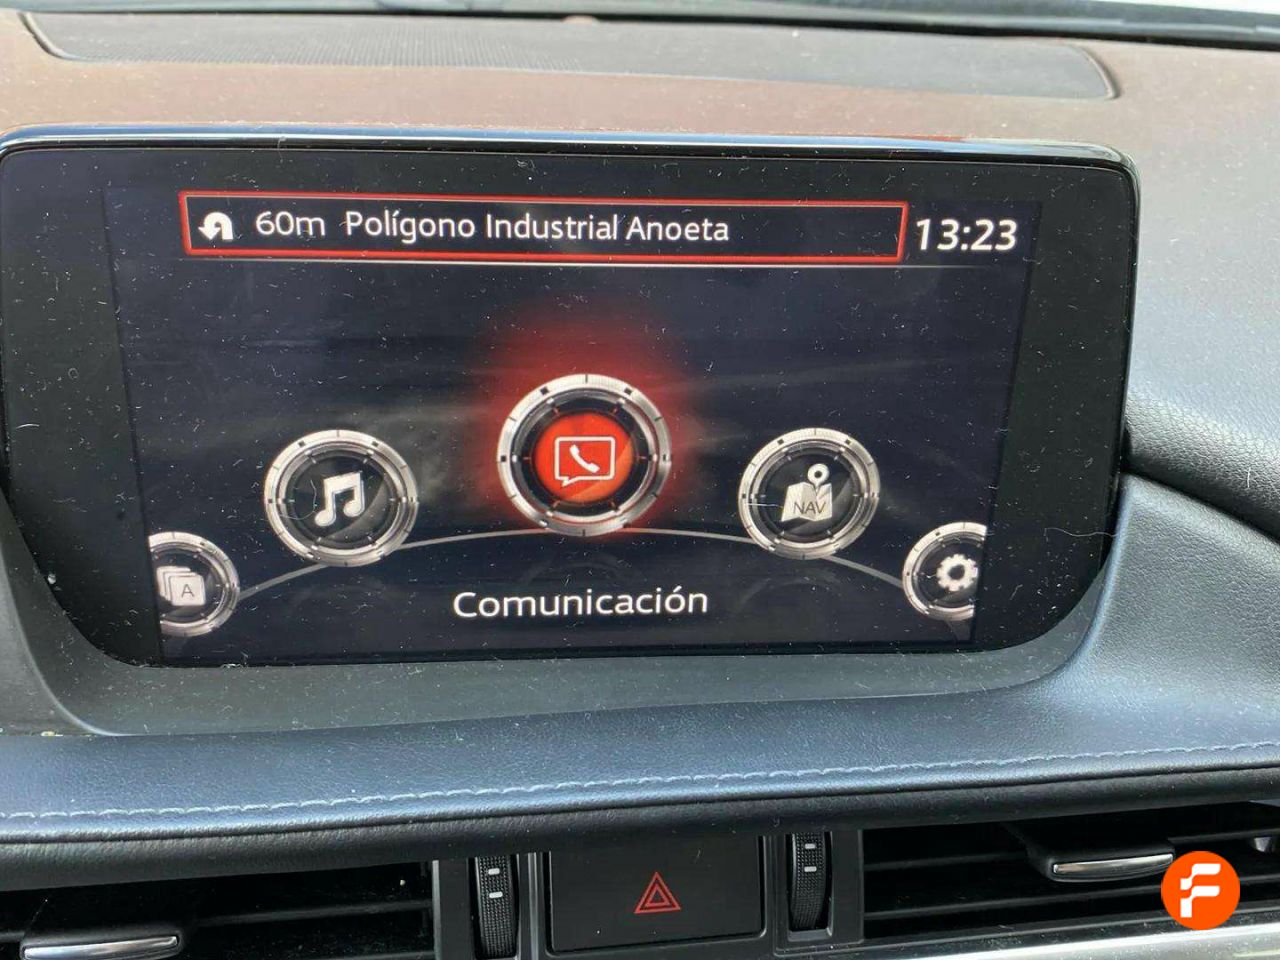 60m Polígono Industrial Anoeta 13:23
NAV
A
Comunicación
F